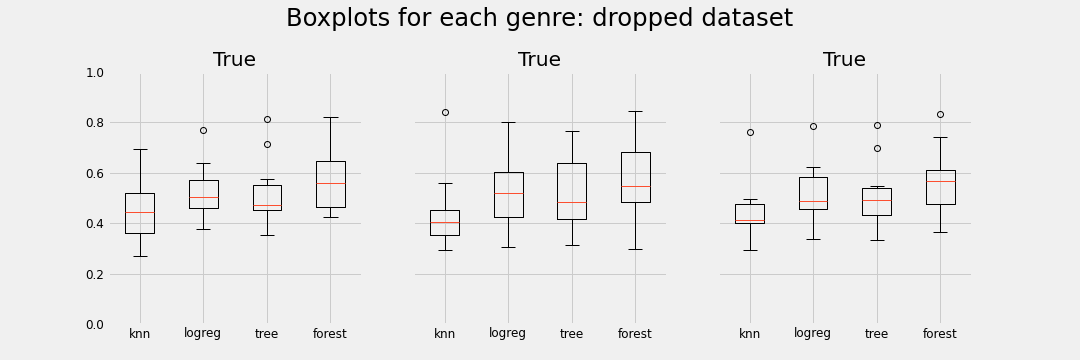 Boxplots for each genre: dropped dataset
True True True
1.0
0.8
0.6
0.4
0.2
0.0
knn logreg tree forest knn logreg tree forest knn logreg tree forest